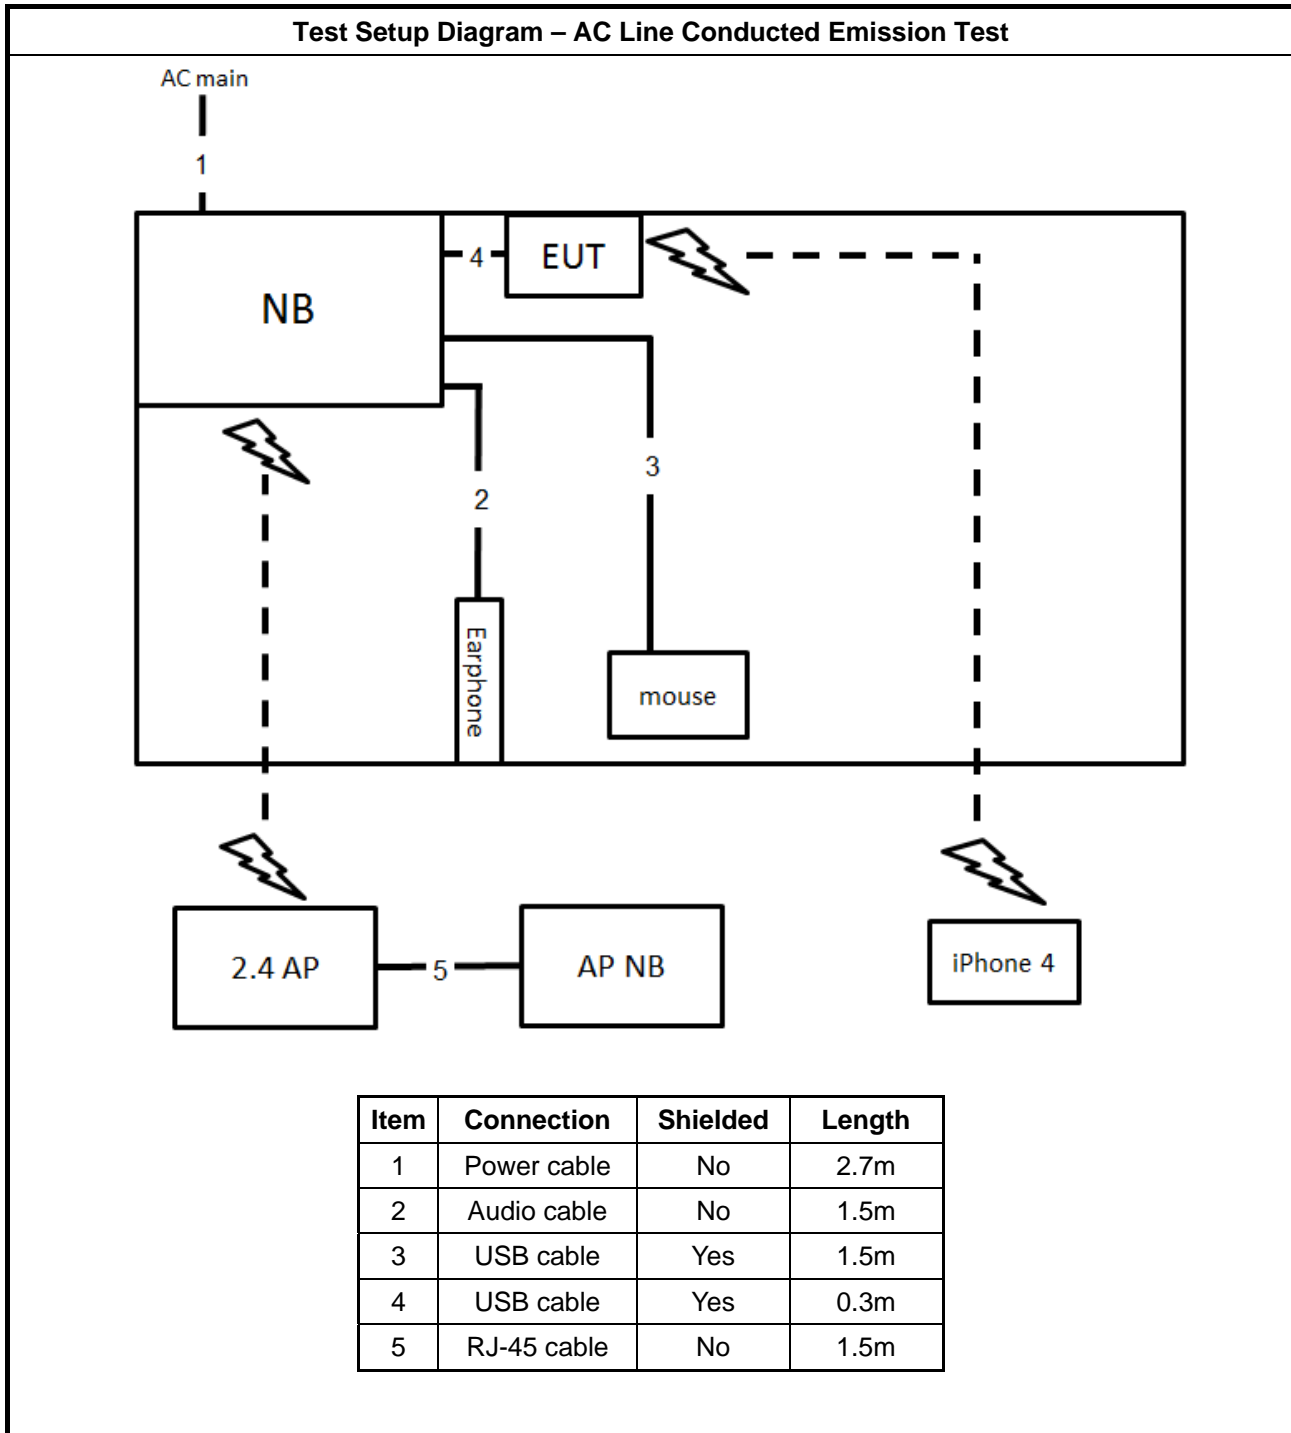 Test Setup Diagram – AC Line Conducted Emission Test
AC main
1
NB
4
EUT
3
2
Earphone
mouse
2.4 AP
5
AP NB
iPhone 4
Item Connection Shielded Length
1 Power cable No 2.7m
2 Audio cable No 1.5m
3 USB cable Yes 1.5m
4 USB cable Yes 0.3m
5 RJ-45 cable No 1.5m